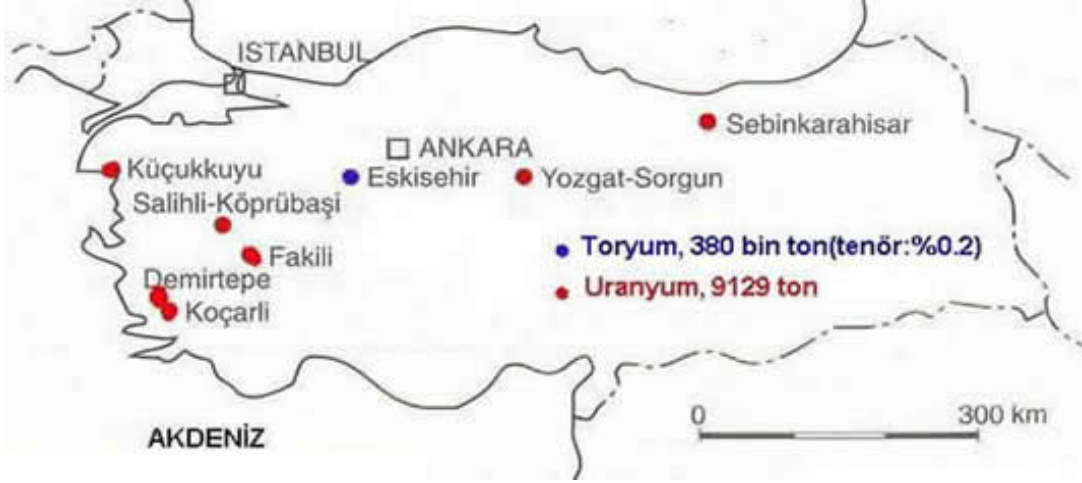 ISTANBUL
Sebinkarahisar
ANKARA
Küçukkuyu
Eskisehir
Yozgat-Sorgun
Salihli-Köprübaşi
Toryum, 380 bin ton(tenör:%0.2)
Fakili
Demirtepe
Uranyum, 9129 ton
Koçarli
0 300 km
AKDENİZ